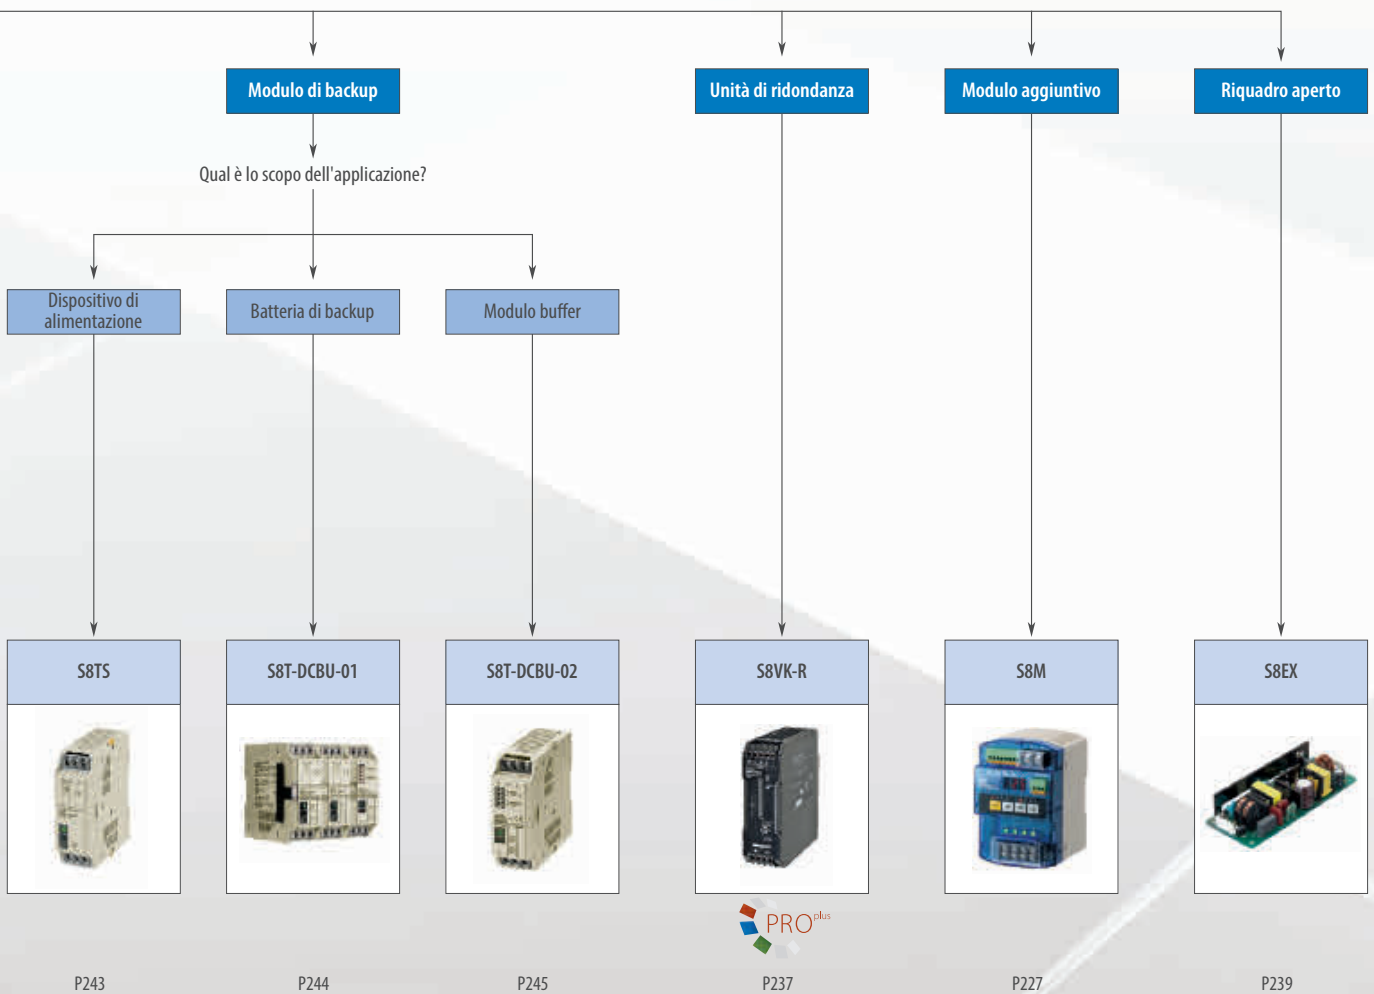 Modulo di backup
Unità di ridondanza
Modulo aggiuntivo
Riquadro aperto
Qual è lo scopo dell'applicazione?
Dispositivo di
alimentazione
Batteria di backup
Modulo buffer
S8TS
S8T-DCBU-01
S8T-DCBU-02
S8VK-R
S8M
S8EX
PROplus
P243
P244
P245
P237
P227
P239